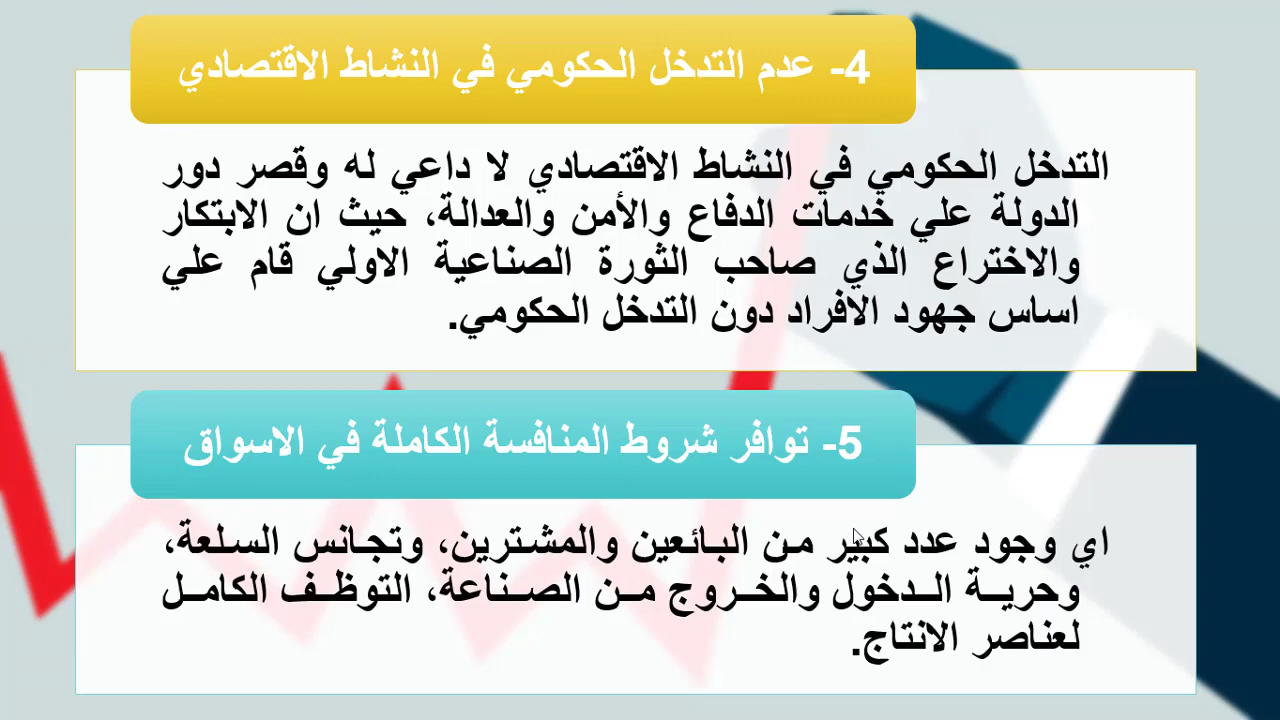 4- عدم التدخل الحكومي في النشاط الاقتصادي
التدخل الحكومي في النشاط الاقتصادي لا داعي له وقصر دور
الدولة علي خدمات الدفاع والأمن والعدالة، حيث ان الابتكار
والاختراع الذي صاحب الثورة الصناعية الاولي قام علي
اساس جهود الافراد دون التدخل الحكومي.
5- توافر شروط المنافسة الكاملة في الاسواق
اي وجود عدد كبير من البائعين والمشترين، وتجانس السلعة،
وحرية الدخول والخروج من الصناعة، التوظف الكامل
لعناصر الانتاج.